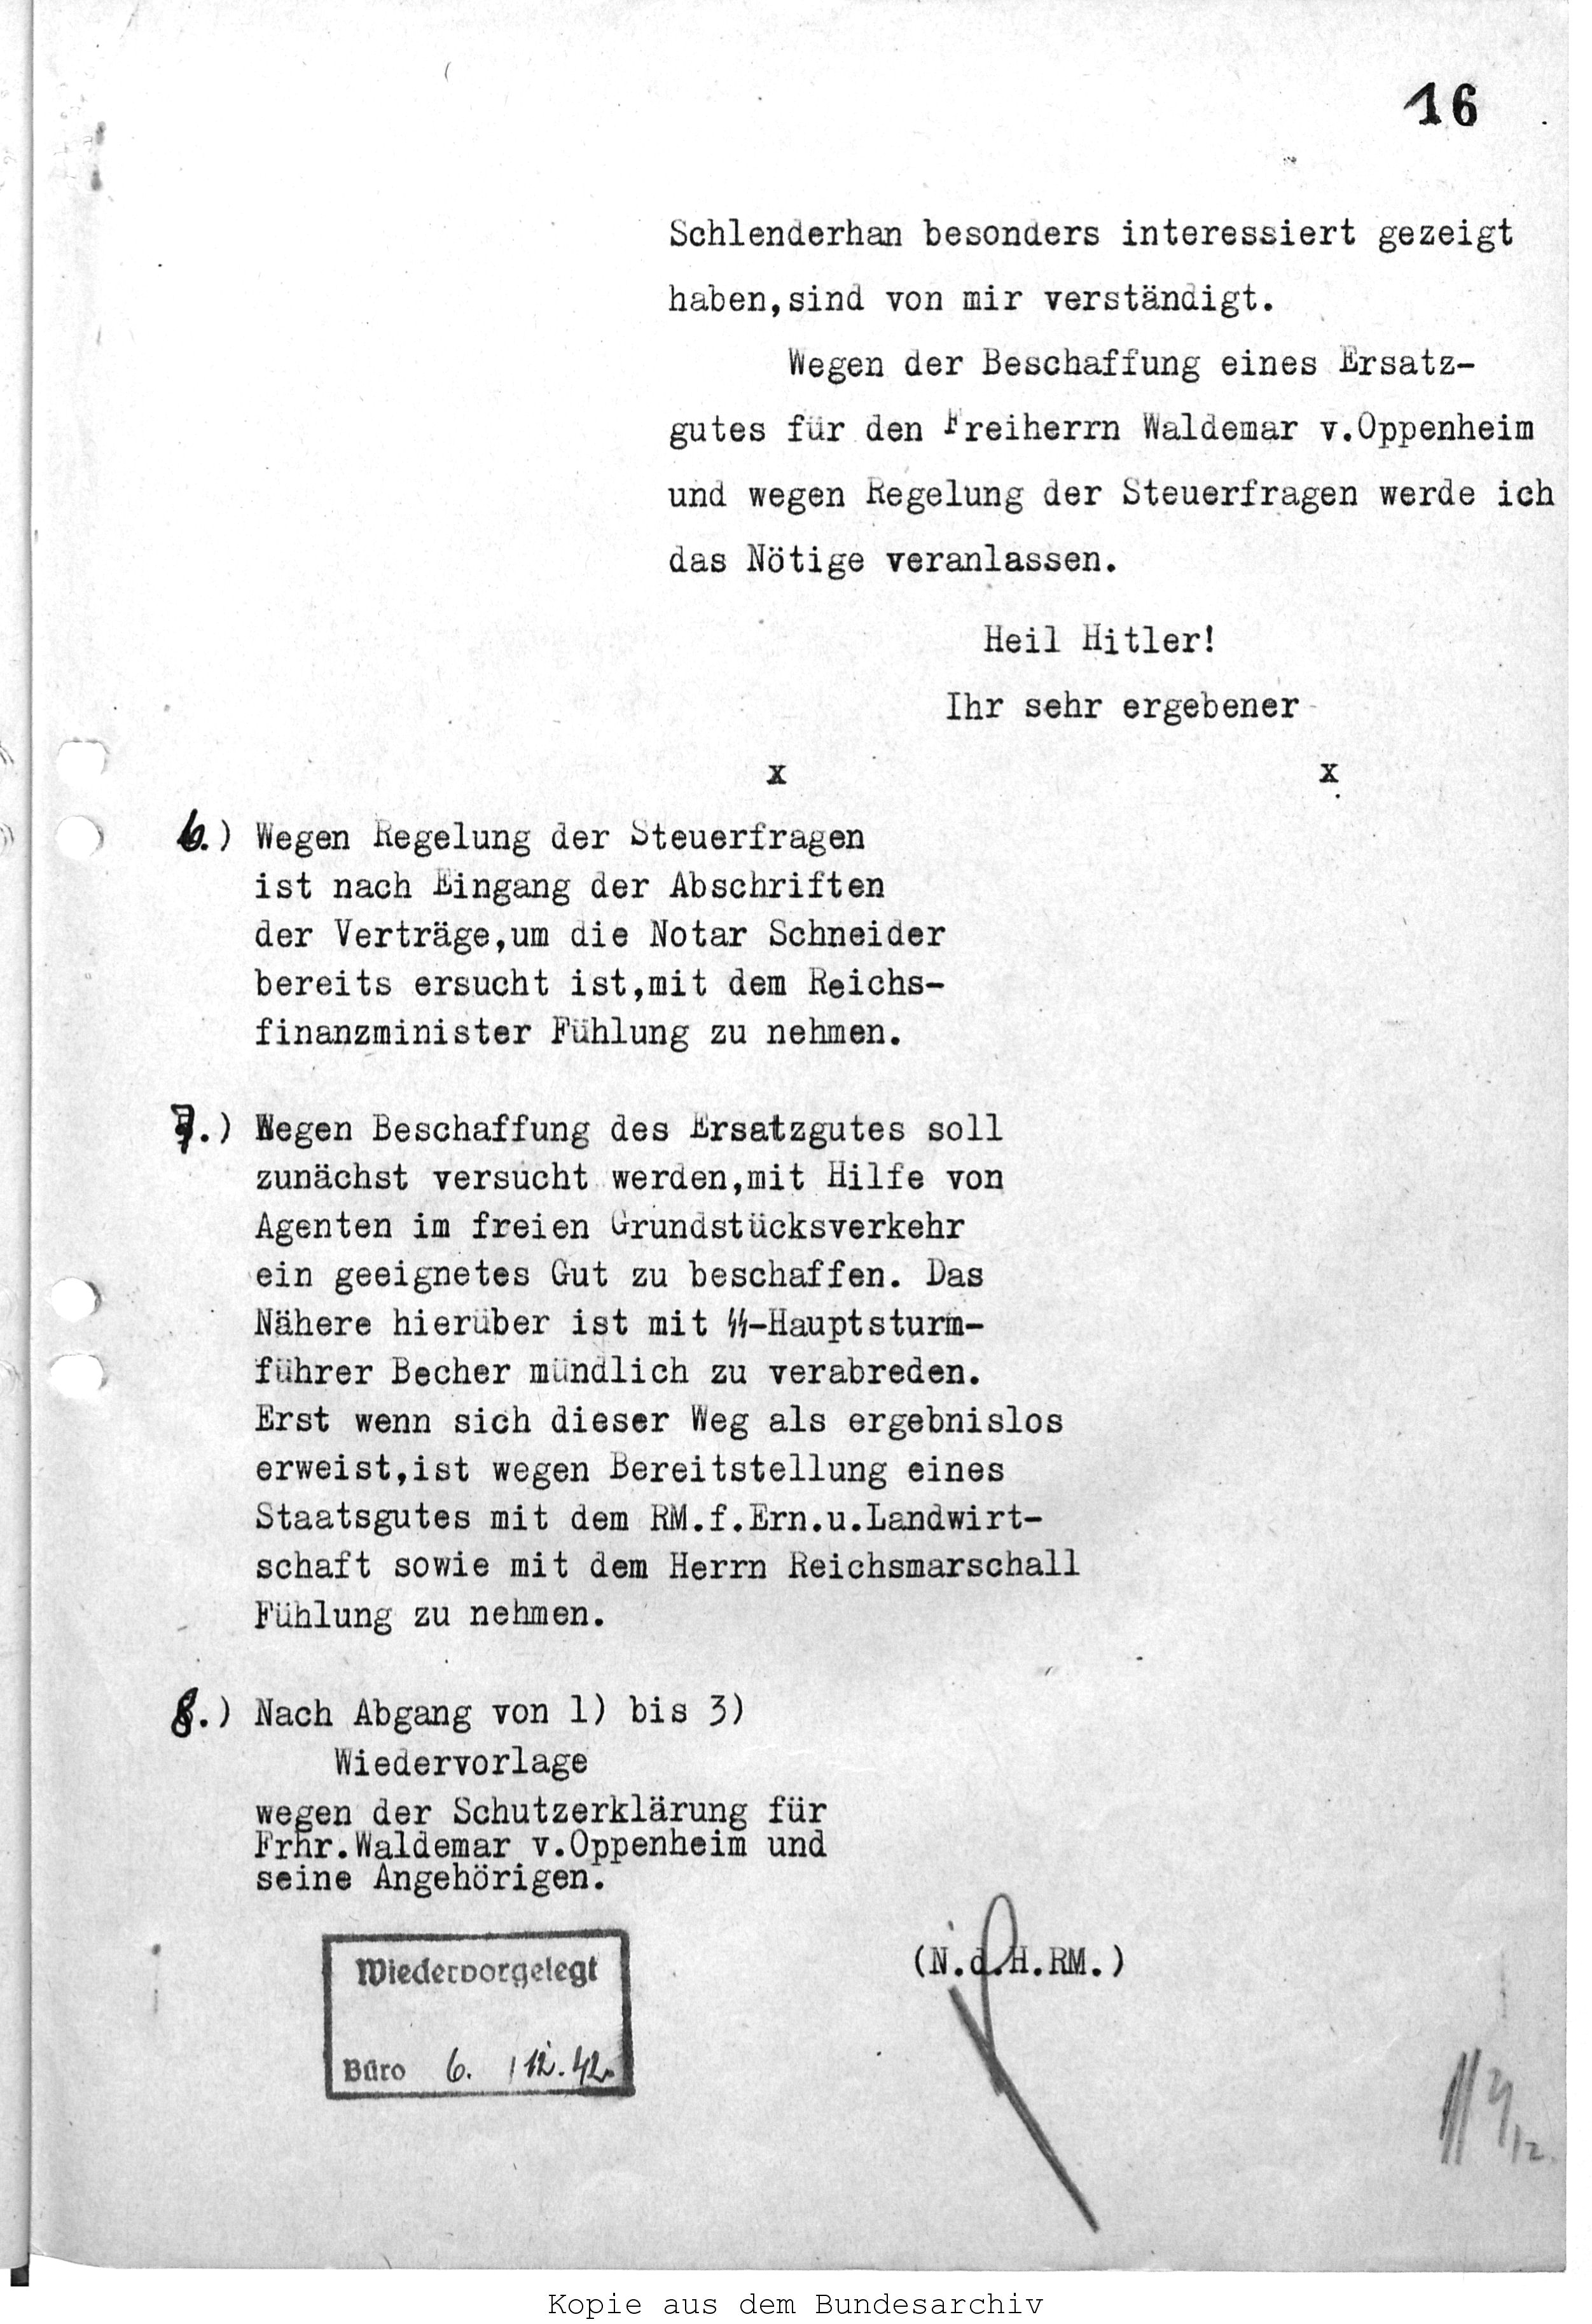 16
Schlenderhan besonders interessiert gezeigt
haben,sind von mir verständigt.
Wegen der Beschaffung eines Ersatz-
gutes für den Freiherrn Waldemar v.Oppenheim
und wegen Regelung der Steuerfragen werde ich
das Nötige veranlassen.
Heil Hitler!
Ihr sehr ergebener
x x
6.) Wegen Regelung der Steuerfragen
ist nach Eingang der Abschriften
der Verträge,um die Notar Schneider
bereits ersucht ist,mit dem Reichs-
finanzminister Fühlung zu nehmen.
7.) Wegen Beschaffung des Ersatzgutes soll
zunächst versucht werden,mit Hilfe von
Agenten im freien Grundstücksverkehr
ein geeignetes Gut zu beschaffen. Das
Nähere hierüber ist mit SS-Hauptsturm-
führer Becher mündlich zu verabreden.
Erst wenn sich dieser Weg als ergebnislos
erweist,ist wegen Bereitstellung eines
Staatsgutes mit dem RM.f.Ern.u.Landwirt-
schaft sowie mit dem Herrn Reichsmarschall
Fühlung zu nehmen.
8.) Nach Abgang von 1) bis 3)
Wiedervorlage
wegen der Schutzerklärung für
Frhr.Waldemar v.Oppenheim und
seine Angehörigen.
(N.d.H.RM.)
Wiedervorgelegt
Büro 6. 12.42.
Kopie aus dem Bundesarchiv